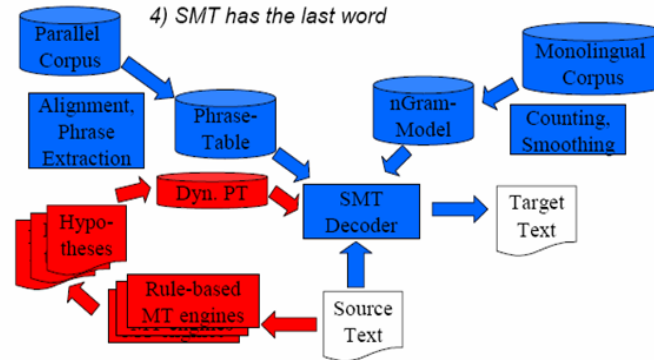 4) SMT has the last word
Parallel
Corpus
Monolingual
Corpus
Alignment,
Phrase
Extraction
Phrase-
Table
nGram-
Model
Counting,
Smoothing
Dyn. PT
SMT
Decoder
Target
Text
Hypo-
theses
Rule-based
MT engines
Source
Text